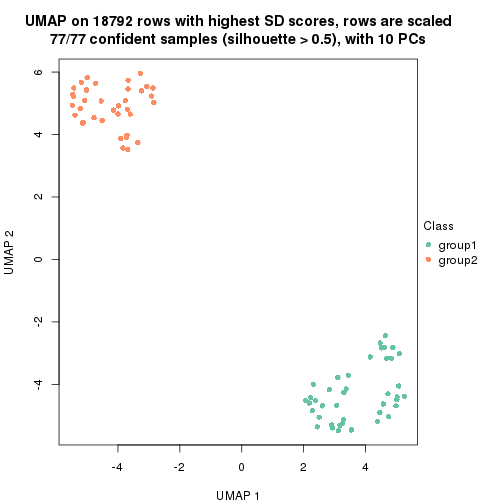 UMAP on 18792 rows with highest SD scores, rows are scaled
77/77 confident samples (silhouette > 0.5), with 10 PCs
6
4
2
0
-2
-4
UMAP 2
-4
-2
0
2
4
UMAP 1
Class
group1
group2